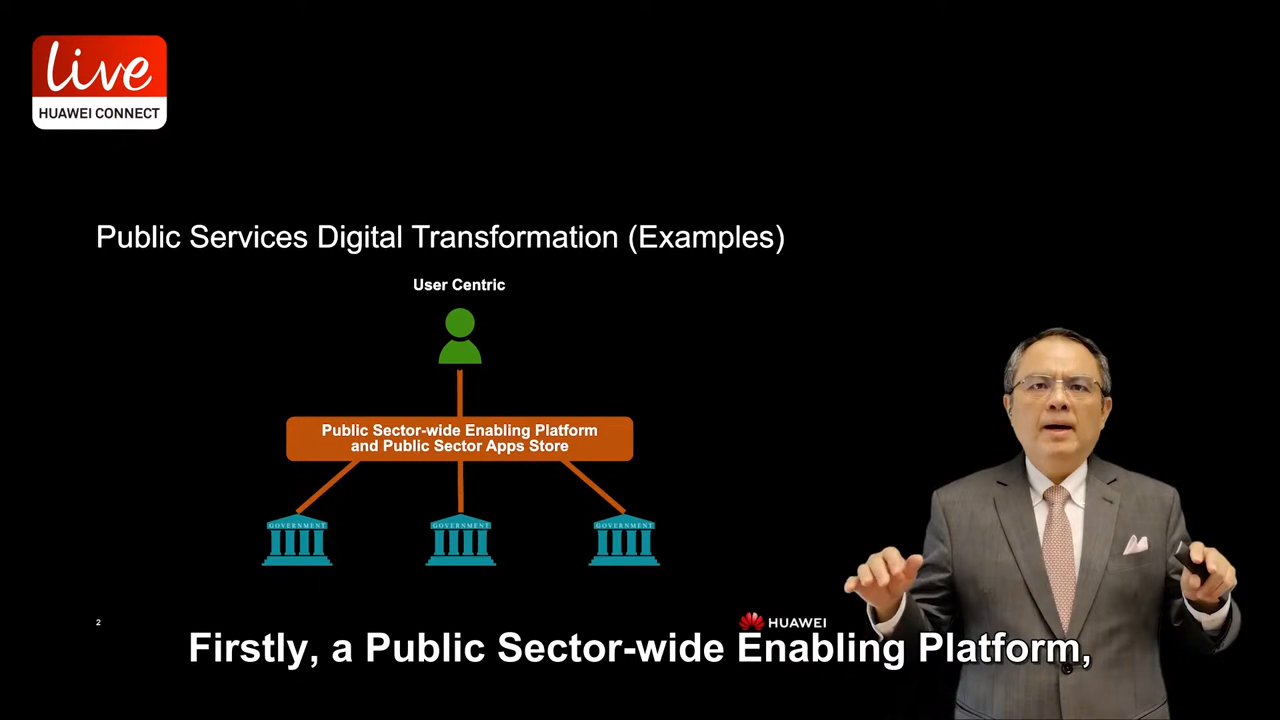 live
HUAWEI CONNECT
Public Services Digital Transformation (Examples)
User Centric
Public Sector-wide Enabling Platform
and Public Sector Apps Store
GOVERNMENT
GOVERNMENT
GOVERNMENT
2
HUAWEI
Firstly, a Public Sector-wide Enabling Platform,